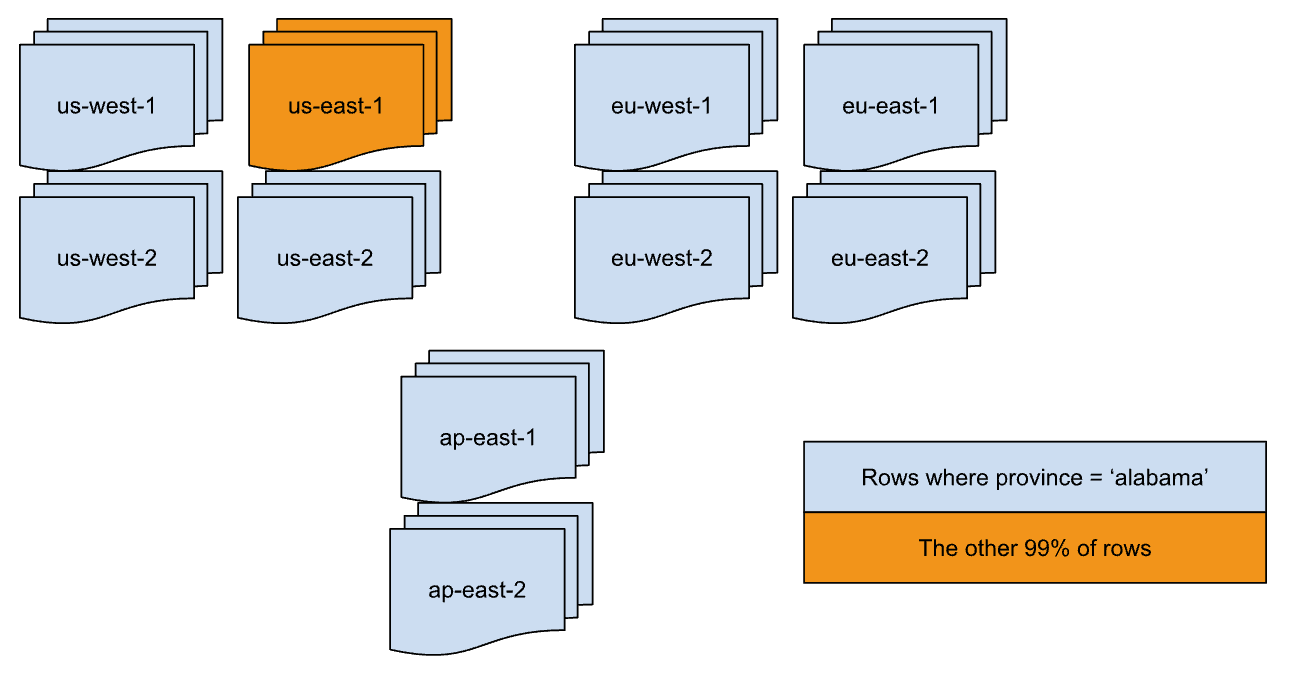 us-west-1
us-east-1
eu-west-1
eu-east-1
us-west-2
us-east-2
eu-west-2
eu-east-2
ap-east-1
ap-east-2
Rows where province = ‘alabama’
The other 99% of rows